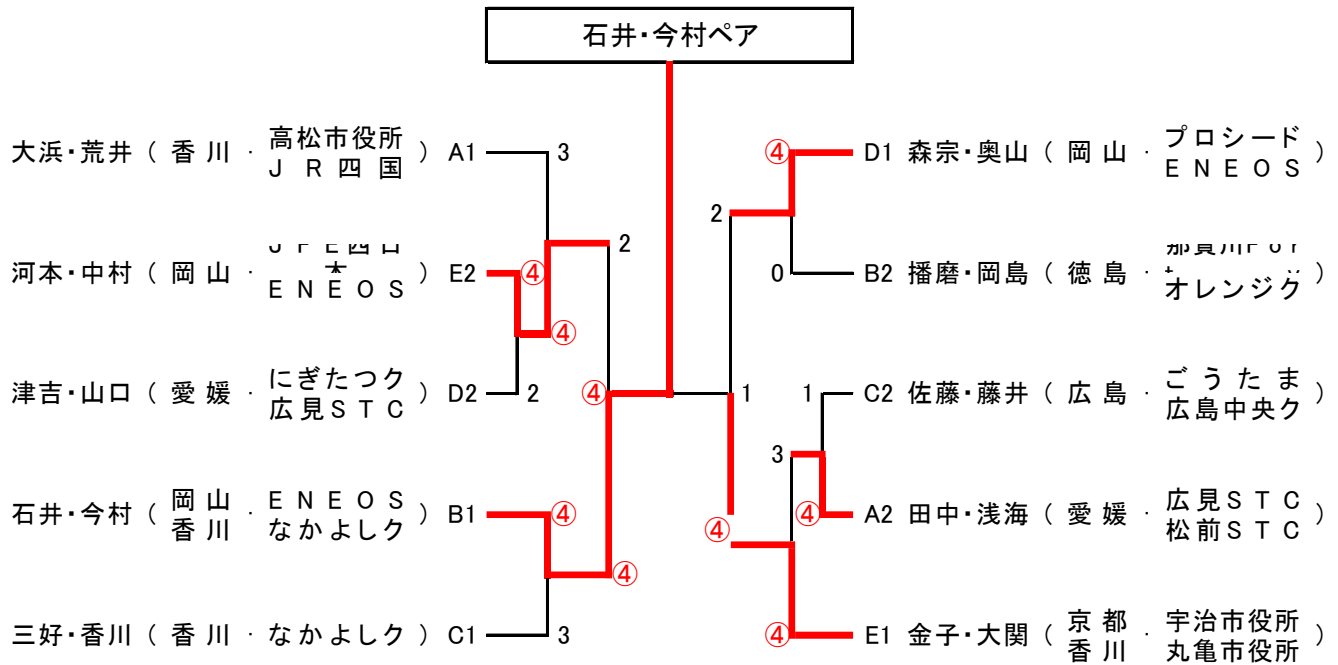 石井・今村ペア
大浜・荒井 ( 香 川 ・ 高松市役所 ) A1 3
J R 四 国
河本・中村 ( 岡 山 ・ ) E2 ④
E N E O S
2
④
津吉・山口 ( 愛 媛 ・ にぎたつク ) D2 2
広見STC
④
石井・今村 ( 岡 山 ・ E N E O S ) B1 ④
香 川 なかよしク
④
三好・香川 ( 香 川 ・ なかよしク ) C1 3
④ D1 森宗・奥山 ( 岡 山 ・ プロシード )
E N E O S
2
0 B2 播磨・岡島 ( 徳 島 ・ )
オレンジク
1
1 C2 佐藤・藤井 ( 広 島 ・ ごうたま )
広島中央ク
3
④ A2 田中・浅海 ( 愛 媛 ・ 広見STC )
松前STC
④
④ E1 金子・大関 ( 京 都 ・ 宇治市役所 )
香 川 丸亀市役所